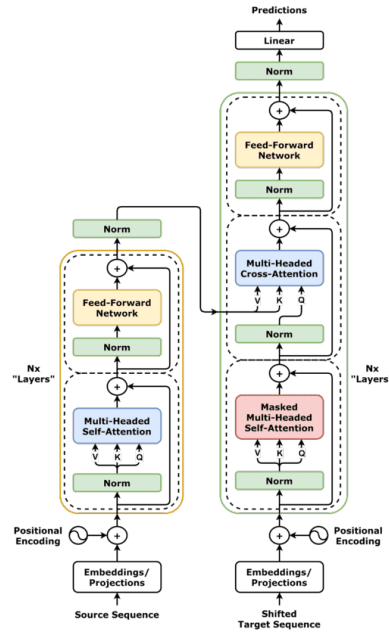 Predictions
Linear
Norm
Feed-Forward
Network
Norm
Multi-Headed
Cross-Attention
V K Q
Norm
Masked
Multi-Headed
Self-Attention
V K Q
Norm
Nx
"Layers
Positional
Encoding
Embeddings/
Projections
Shifted
Target Sequence
Norm
Feed-Forward
Network
Norm
Multi-Headed
Self-Attention
V K Q
Norm
Nx
"Layers"
Positional
Encoding
Embeddings/
Projections
Source Sequence